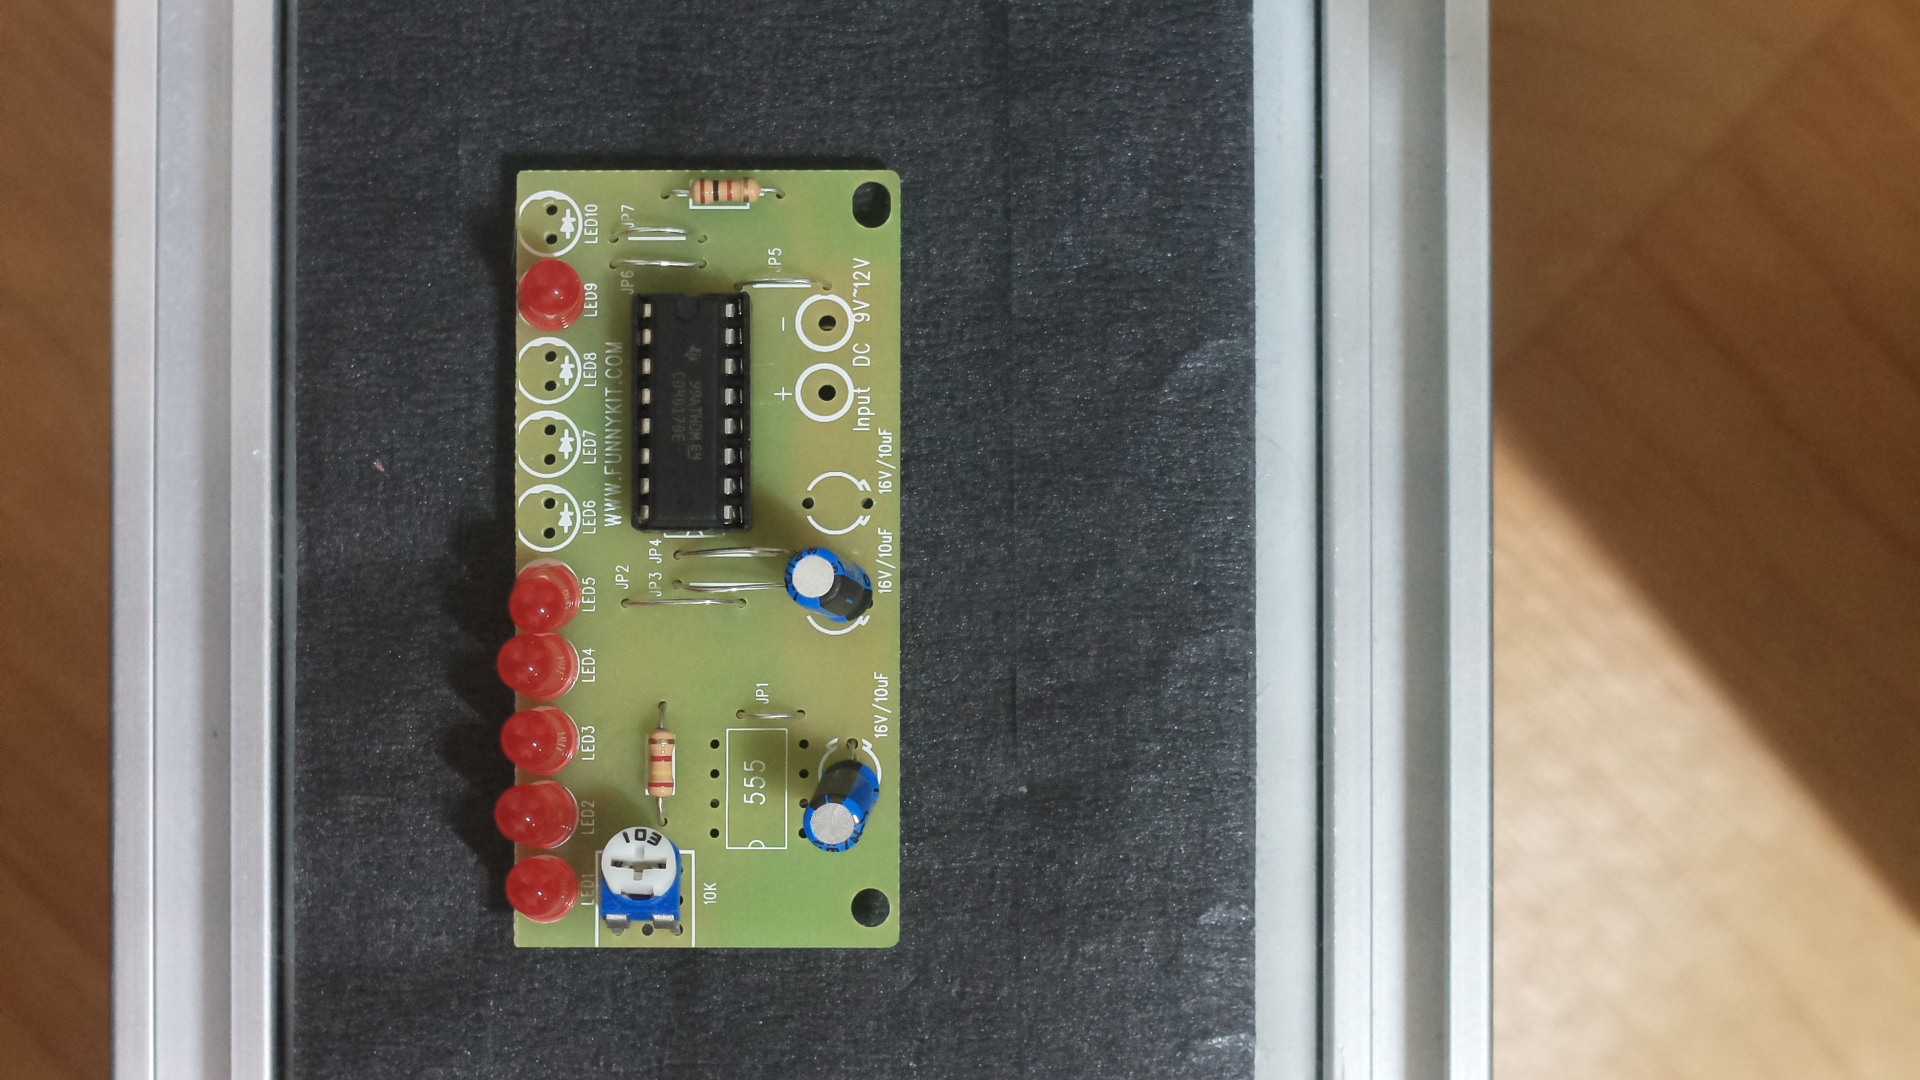 LED10
LED9
LED8
LED7
LED6
LED5
LED4
LED3
LED2
LED1
JP7
JP6
JP5
WWW.FUNNYKIT.COM
- +
Input DC 9V~12V
16V/10uF
16V/10uF
16V/10uF
JP4
JP3
JP2
JP1
555
10K
103
CD4017BE